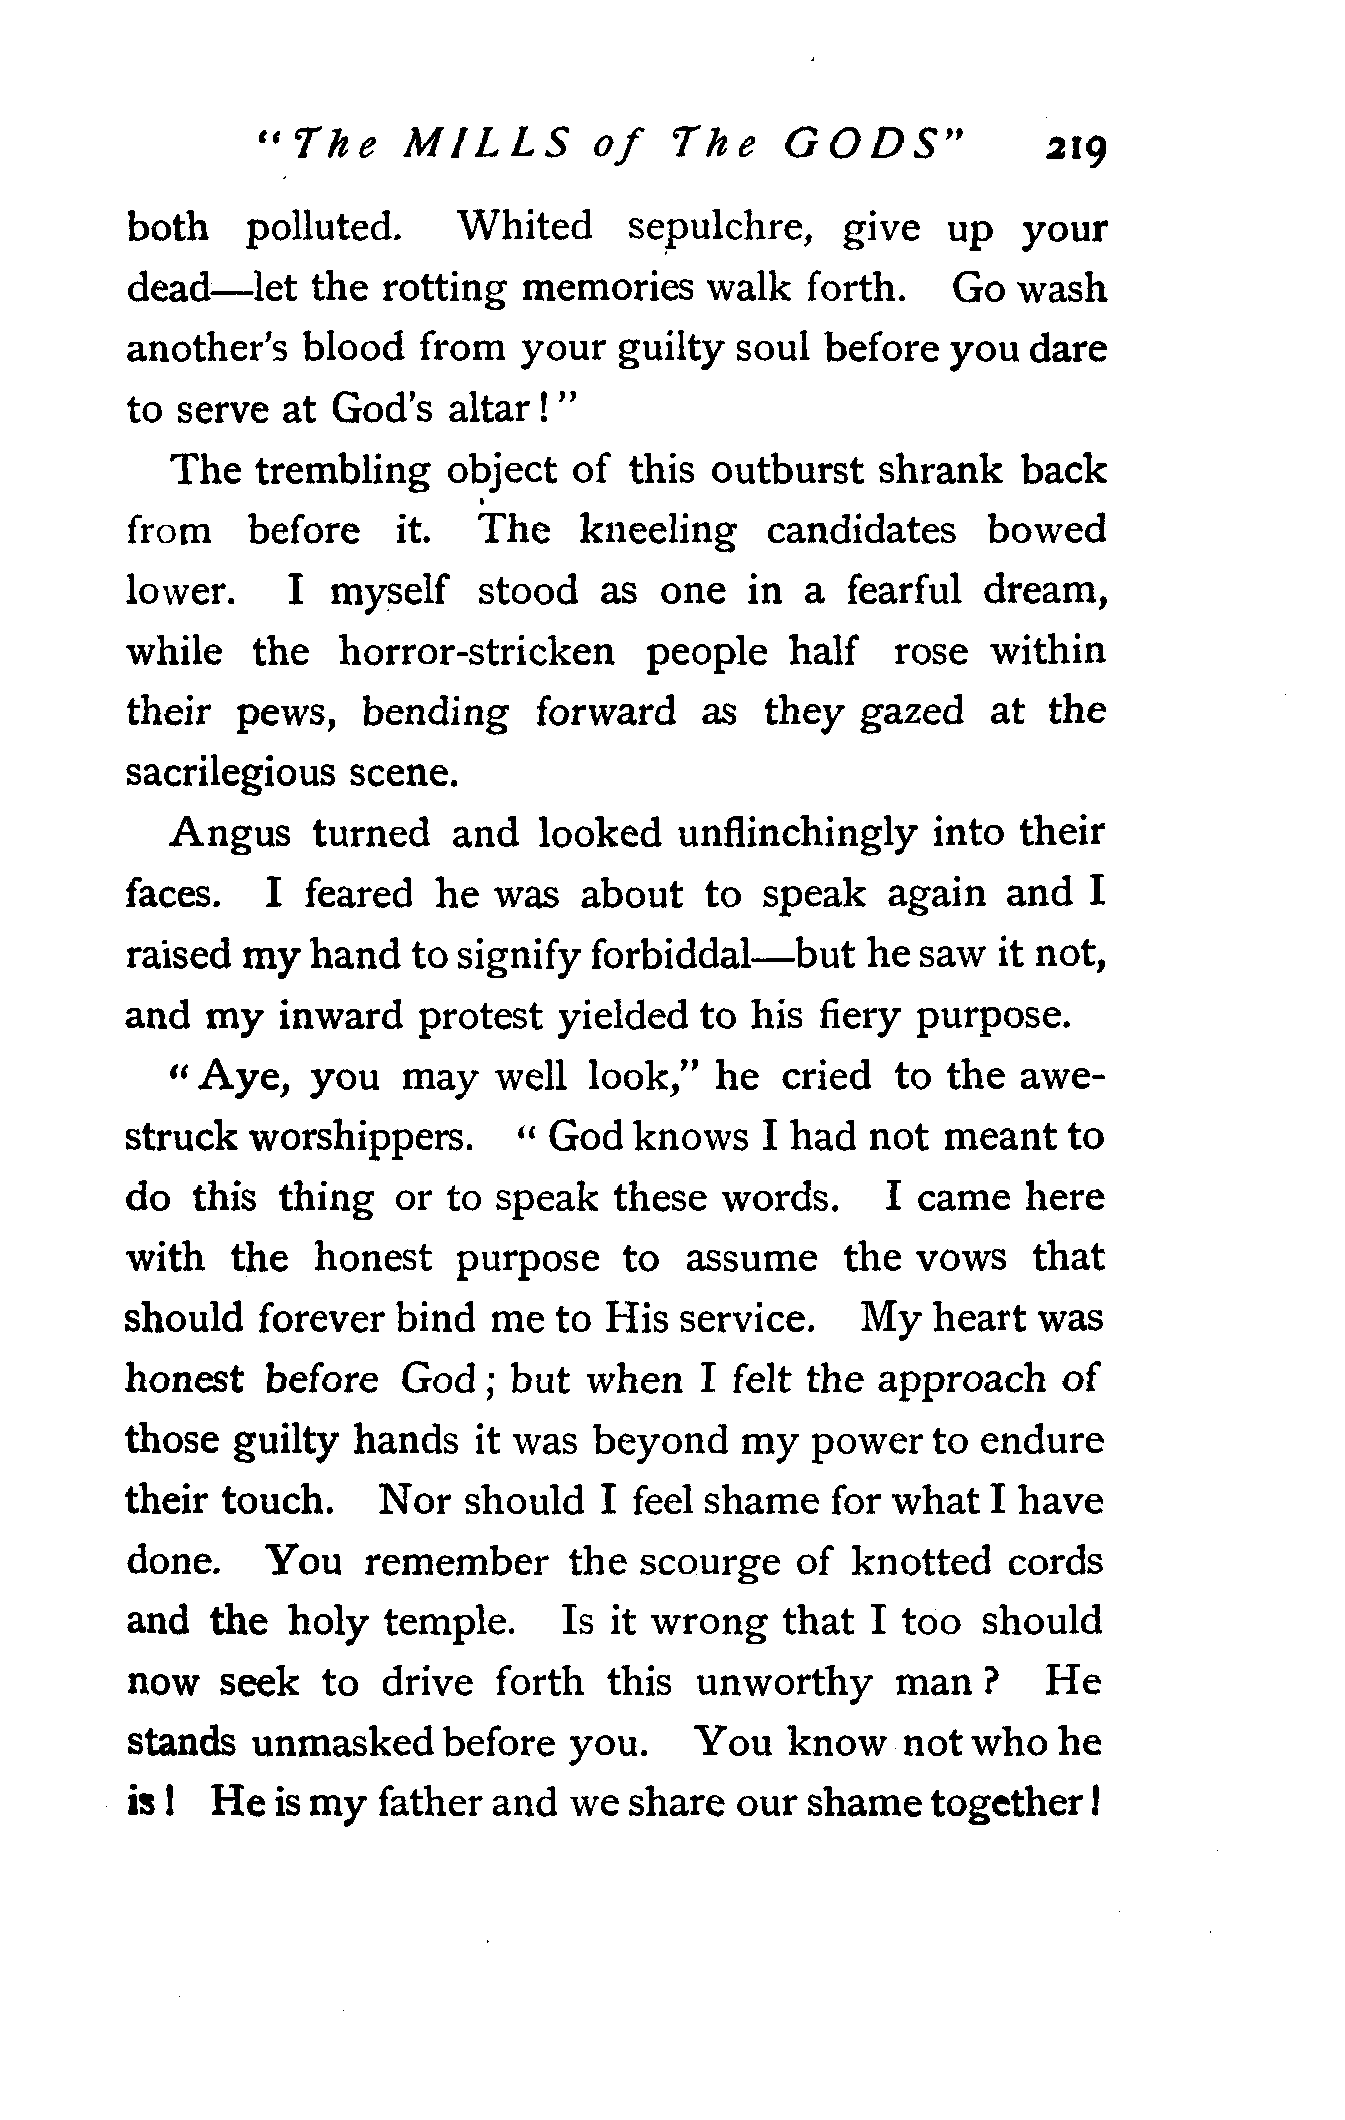 "The MILLS of The GODS" 219
both polluted. Whited sepulchre, give up your
dead—let the rotting memories walk forth. Go wash
another's blood from your guilty soul before you dare
to serve at God's altar!"
The trembling object of this outburst shrank back
from before it. The kneeling candidates bowed
lower. I myself stood as one in a fearful dream,
while the horror-stricken people half rose within
their pews, bending forward as they gazed at the
sacrilegious scene.
Angus turned and looked unflinchingly into their
faces. I feared he was about to speak again and I
raised my hand to signify forbiddal—but he saw it not,
and my inward protest yielded to his fiery purpose.
"Aye, you may well look," he cried to the awe-
struck worshippers. "God knows I had not meant to
do this thing or to speak these words. I came here
with the honest purpose to assume the vows that
should forever bind me to His service. My heart was
honest before God; but when I felt the approach of
those guilty hands it was beyond my power to endure
their touch. Nor should I feel shame for what I have
done. You remember the scourge of knotted cords
and the holy temple. Is it wrong that I too should
now seek to drive forth this unworthy man? He
stands unmasked before you. You know not who he
is! He is my father and we share our shame together!